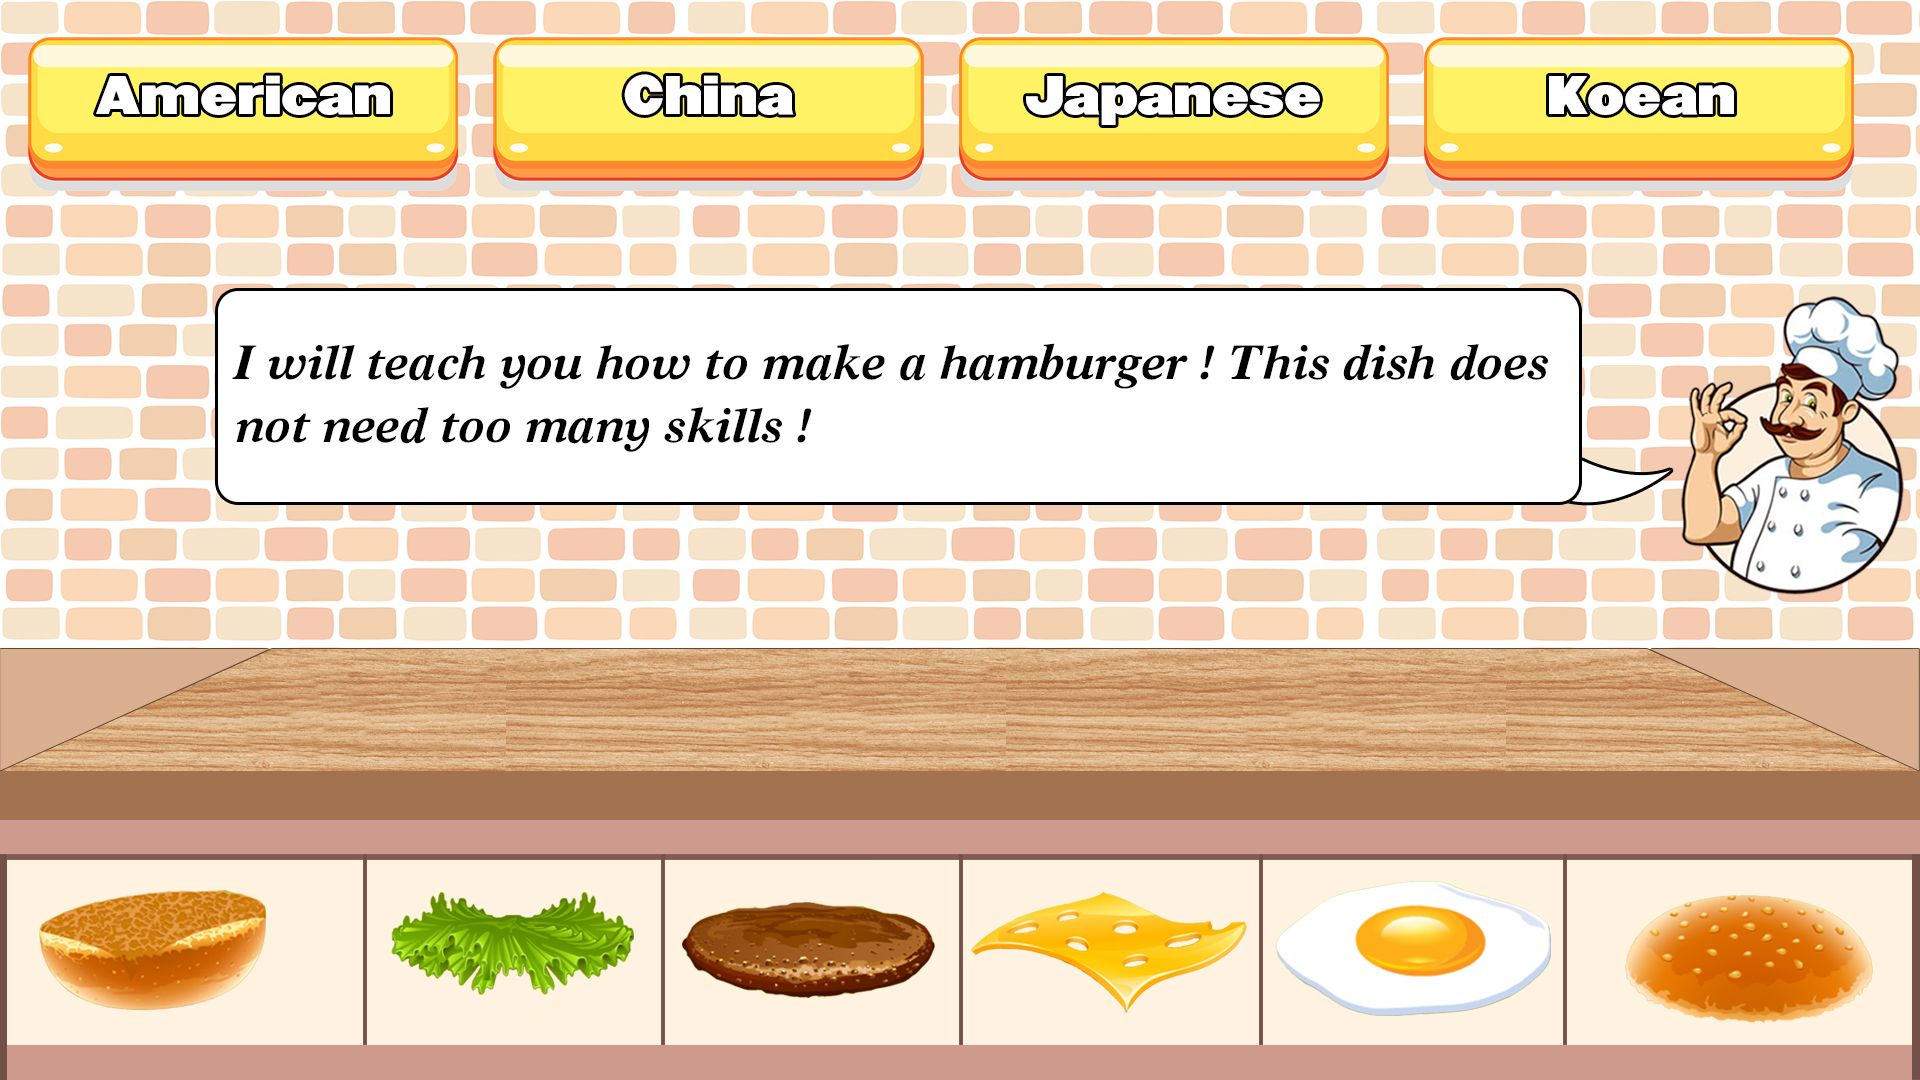 American
China
Japanese
Koean
I will teach you how to make a hamburger ! This dish does
not need too many skills !